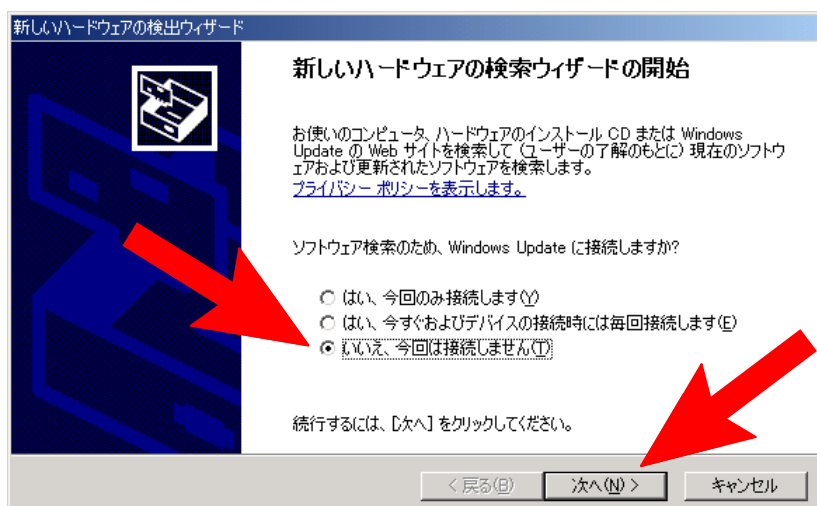 新しいハードウェアの検出ウィザード
新しいハードウェアの検索ウィザードの開始
お使いのコンピュータ、ハードウェアのインストール CD または Windows
Update の Web サイトを検索して (ユーザーの了解のもとに) 現在のソフトウ
ェアおよび更新されたソフトウェアを検索します。
プライバシー ポリシーを表示します。
ソフトウェア検索のため、Windows Update に接続しますか?
はい、今回のみ接続します(Y)
はい、今すぐおよびデバイスの接続時には毎回接続します(E)
いいえ、今回は接続しません(T)
続行するには、[次へ] をクリックしてください。
< 戻る(B)
次へ(N) >
キャンセル